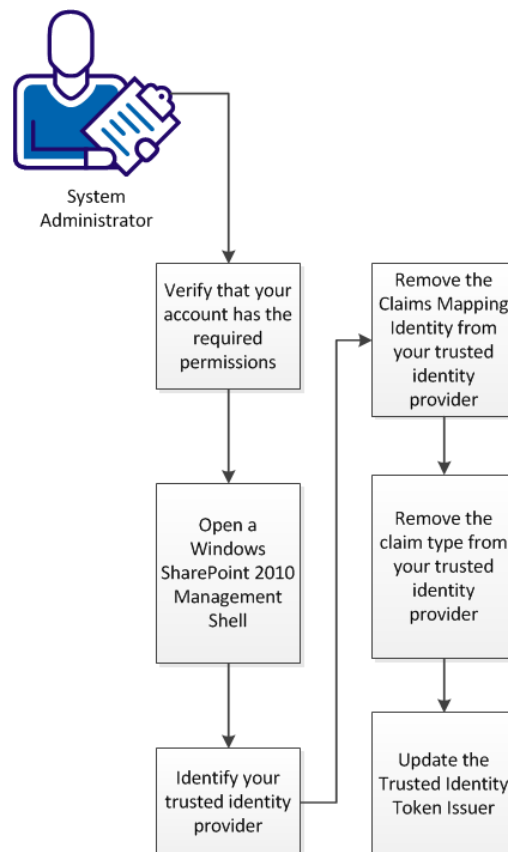 System
Administrator
Verify that your
account has the
required
permissions
Open a
Windows
SharePoint 2010
Management
Shell
Identify your
trusted identity
provider
Remove the
Claims Mapping
Identity from
your trusted
identity
provider
Remove the
claim type from
your trusted
identity
provider
Update the
Trusted Identity
Token Issuer